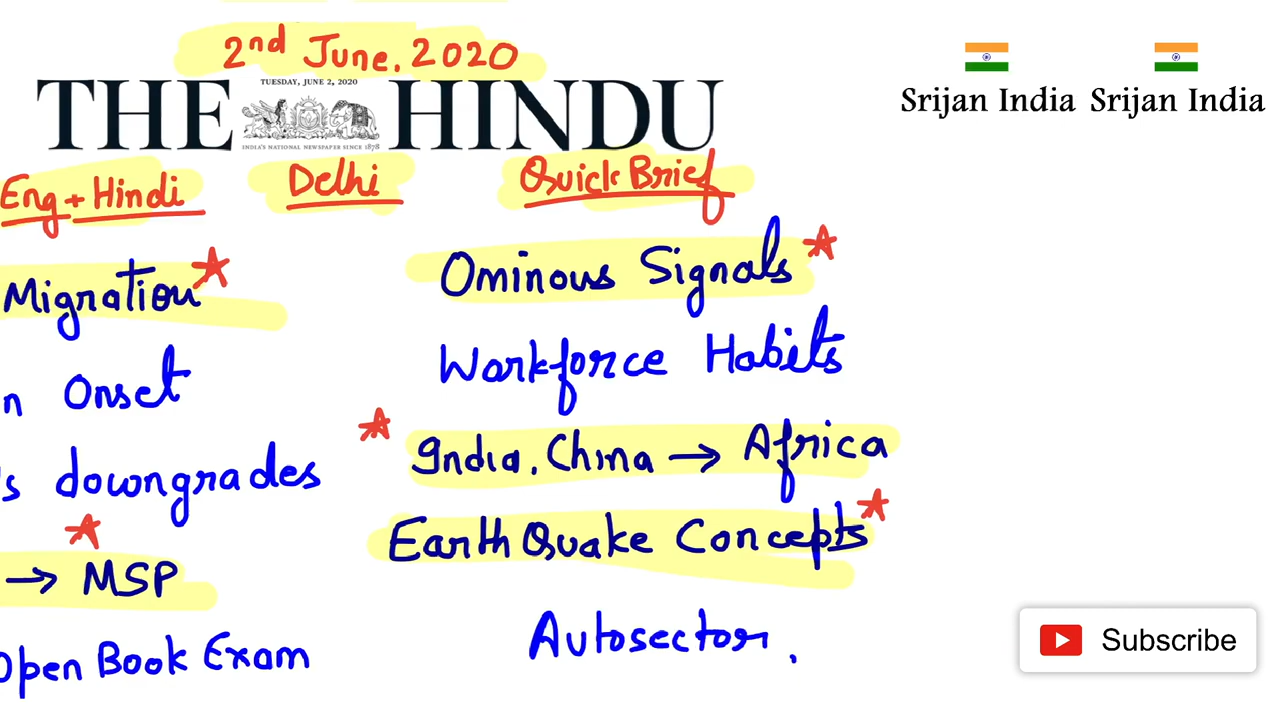 2nd June, 2020
TUESDAY, JUNE 2, 2020
THE HINDU
INDIA'S NATIONAL NEWSPAPER SINCE 1878
Srijan India Srijan India
Eng + Hindi Delhi Quick Brief
Migration
n Onset
's downgrades
→ MSP
Open Book Exam
Ominous Signals
Workforce Habits
India, China → Africa
EarthQuake Concepts
Autosector,
Subscribe